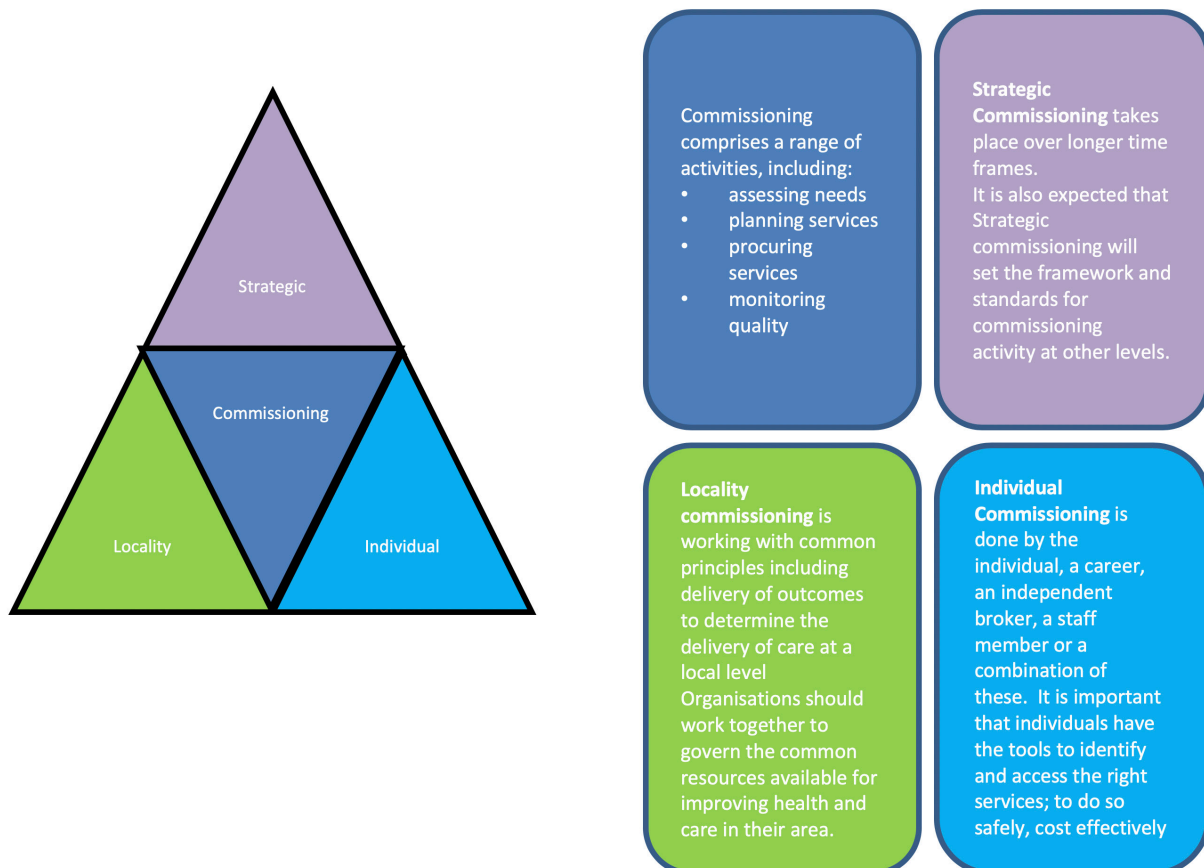 Strategic
Commissioning
Locality
Individual
Commissioning
comprises a range of
activities, including:
• assessing needs
• planning services
• procuring
services
• monitoring
quality
Strategic
Commissioning takes
place over longer time
frames.
It is also expected that
Strategic
commissioning will
set the framework and
standards for
commissioning
activity at other levels.
Locality
commissioning is
working with common
principles including
delivery of outcomes
to determine the
delivery of care at a
local level
Organisations should
work together to
govern the common
resources available for
improving health and
care in their area.
Individual
Commissioning is
done by the
individual, a career,
an independent
broker, a staff
member or a
combination of
these.  It is important
that individuals have
the tools to identify
and access the right
services; to do so
safely, cost effectively